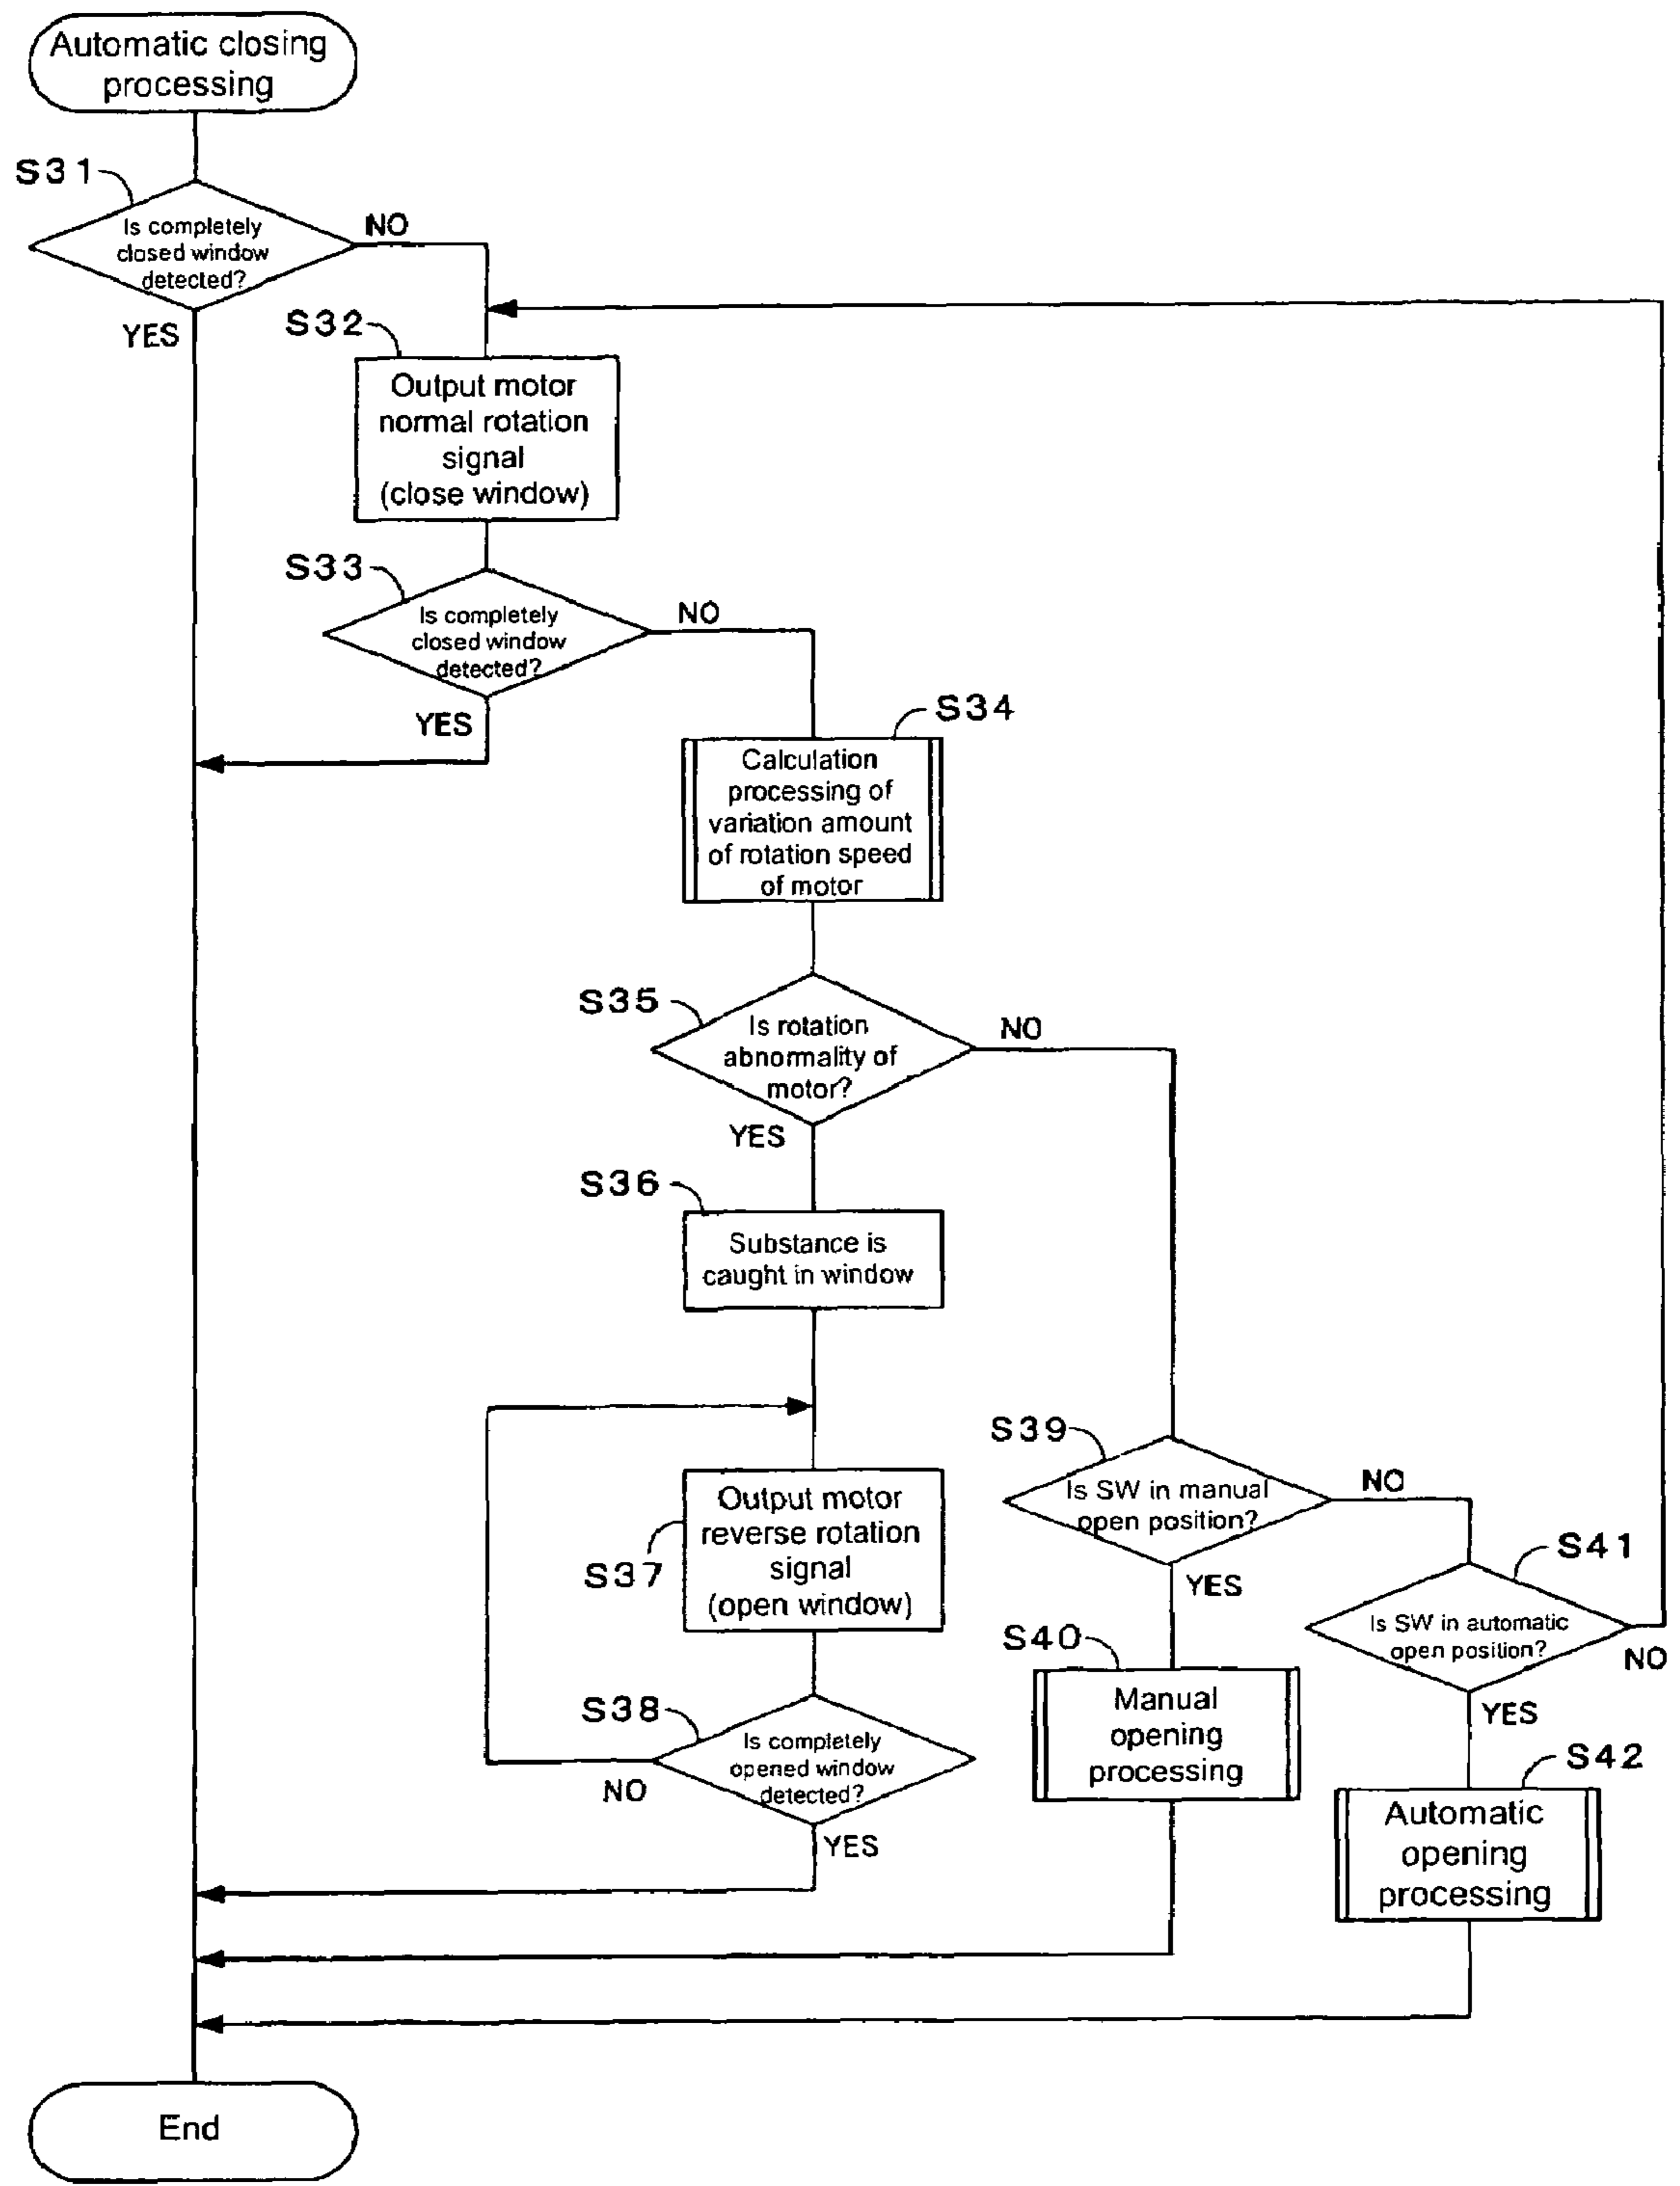 Automatic closing
processing
S31
Is completely
closed window
detected?
NO
YES
S32
Output motor
normal rotation
signal
(close window)
S33
Is completely
closed window
detected?
NO
YES
S34
Calculation
processing of
variation amount
of rotation speed
of motor
S35
Is rotation
abnormality of
motor?
NO
YES
S36
Substance is
caught in window
S37
Output motor
reverse rotation
signal
(open window)
S38
Is completely
opened window
detected?
NO
YES
S39
Is SW in manual
open position?
NO
YES
S40
Manual
opening
processing
S41
Is SW in automatic
open position?
NO
YES
S42
Automatic
opening
processing
End